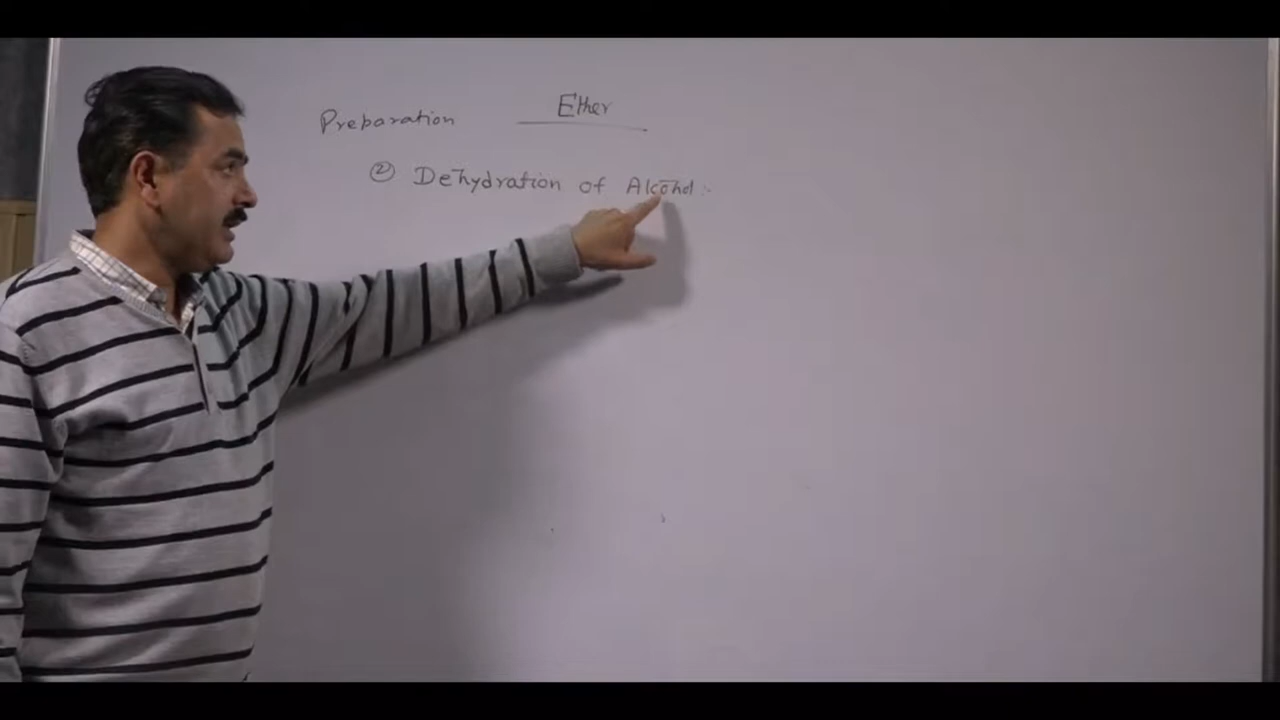 Ether
Preparation
② Dehydration of Alcohol :-